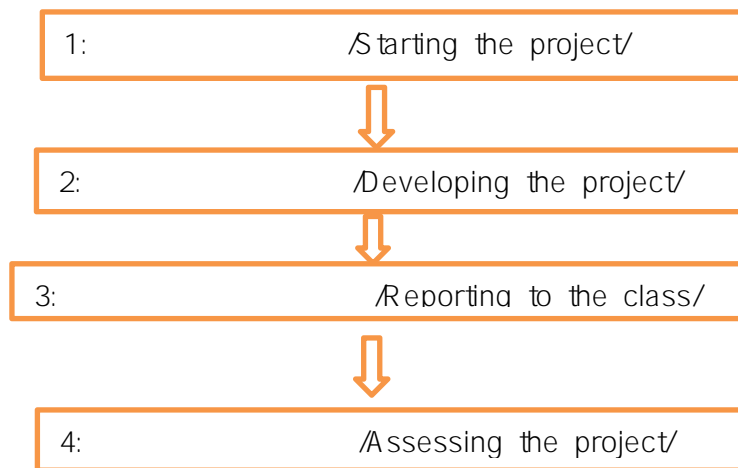 1: /Starting the project/
2: /Developing the project/
3: /Reporting to the class/
4: /Assessing the project/